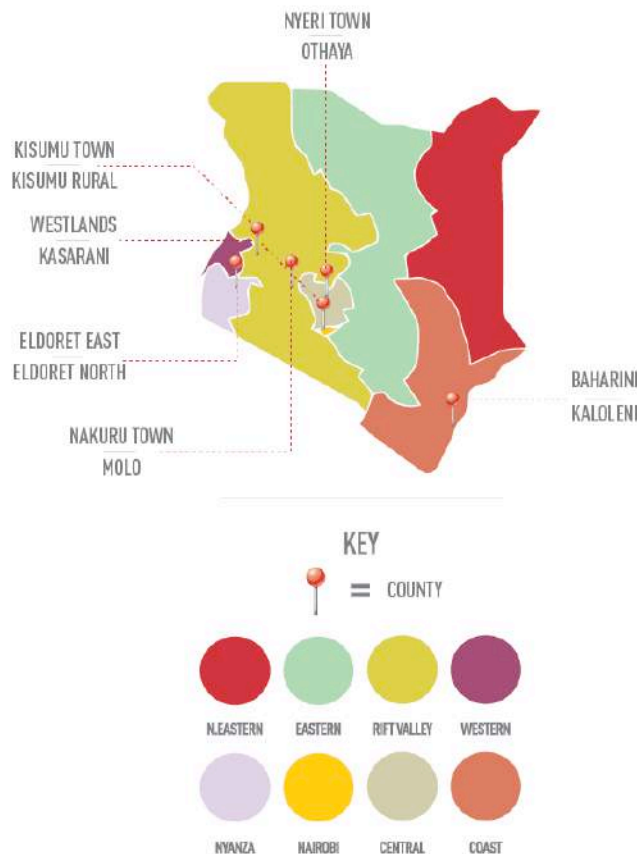 NYERI TOWN
OTHAYA
KISUMU TOWN
KISUMU RURAL
WESTLANDS
KASARANI
ELDORET EAST
ELDORET NORTH
NAKURU TOWN
MOLO
BAHARINI
KALOLENI
KEY
= COUNTY
N.EASTERN EASTERN RIFT VALLEY WESTERN
NYANZA NAIROBI CENTRAL COAST